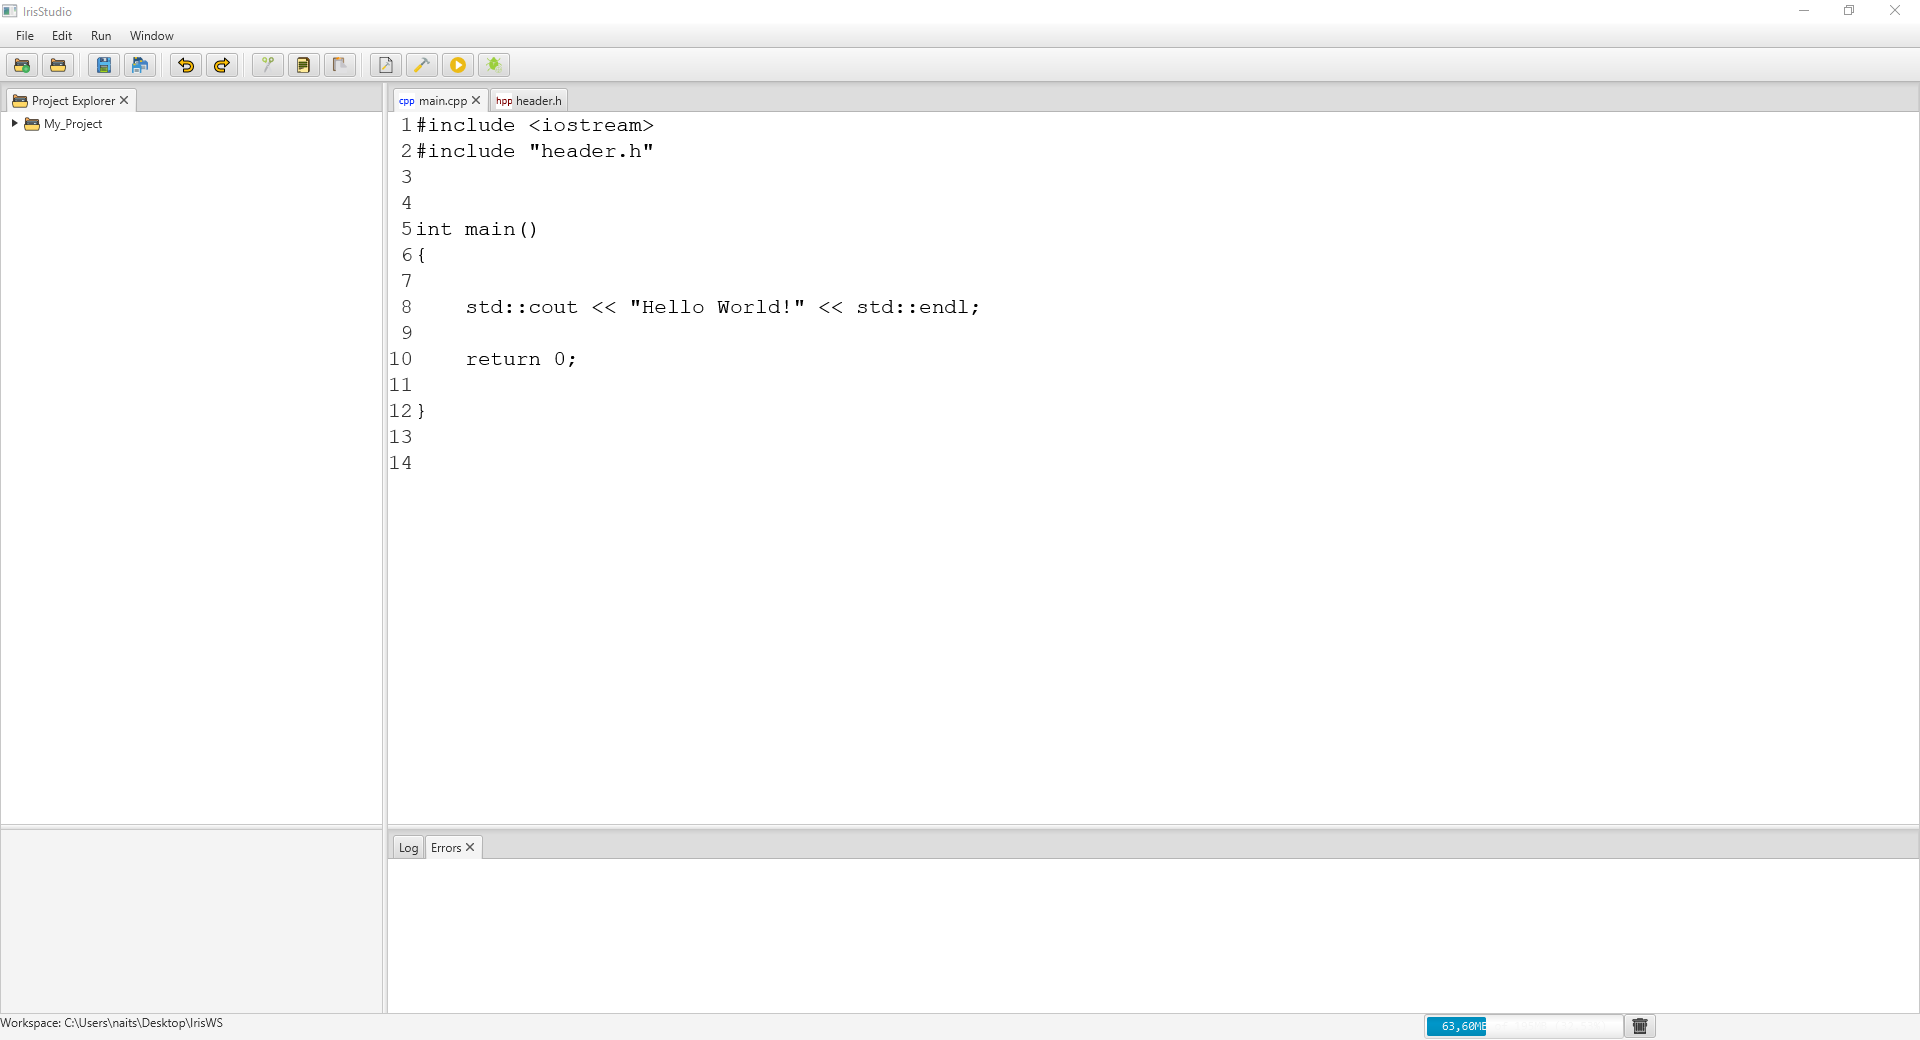 IrisStudio
File Edit Run Window
Project Explorer
My_Project
cpp main.cpp
hpp header.h
1 #include <iostream>
2 #include "header.h"
3
4
5 int main()
6 {
7
8     std::cout << "Hello World!" << std::endl;
9
10     return 0;
11
12 }
13
14
Log Errors
Workspace: C:\Users\naits\Desktop\IrisWS
63,60MB